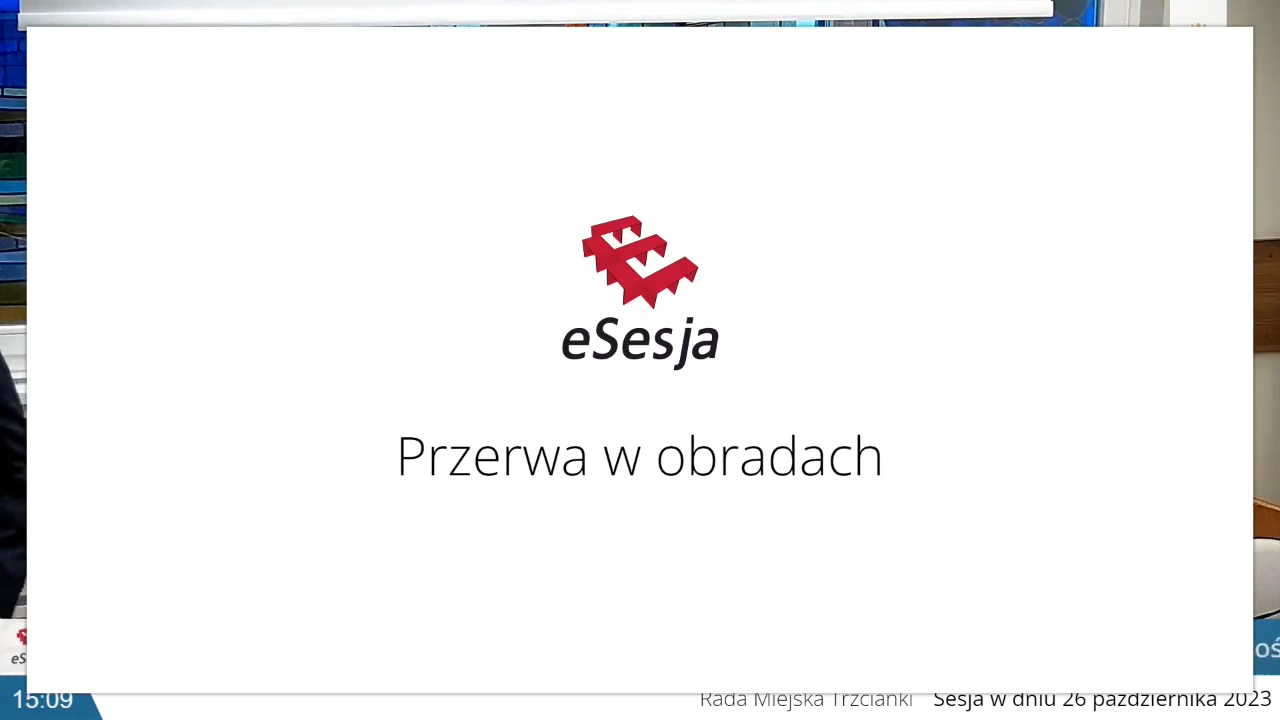 eSesja
Przerwa w obradach
15:09
Rada Miejska Trzcianki Sesja w dniu 26 października 2023